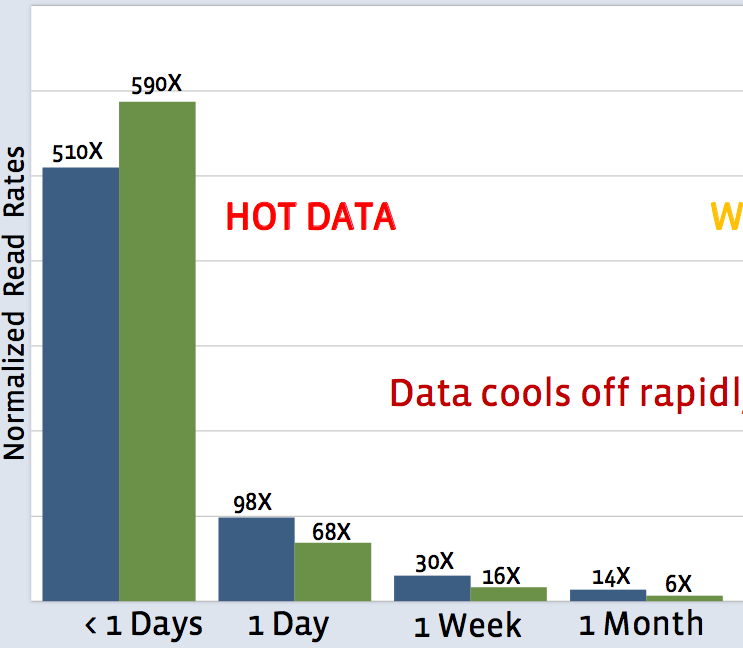 590X
510X
HOT DATA
W
Normalized Read Rates
Data cools off rapidl
98X
68X
30X
16X
14X
6X
< 1 Days
1 Day
1 Week
1 Month